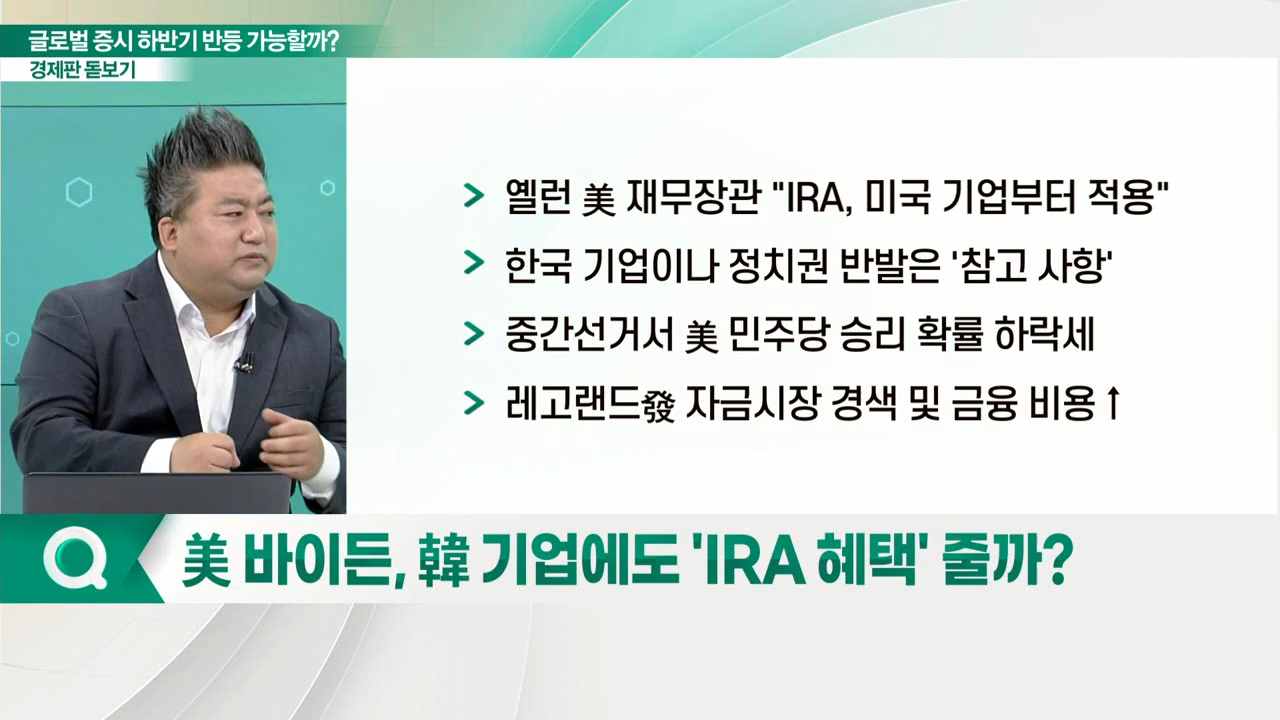 글로벌 증시 하반기 반등 가능할까?
경제판 돋보기
> 옐런 美 재무장관 "IRA, 미국 기업부터 적용"
> 한국 기업이나 정치권 반발은 '참고 사항'
> 중간선거서 美 민주당 승리 확률 하락세
> 레고랜드發 자금시장 경색 및 금융 비용↑
Q 美 바이든, 韓 기업에도 'IRA 혜택' 줄까?